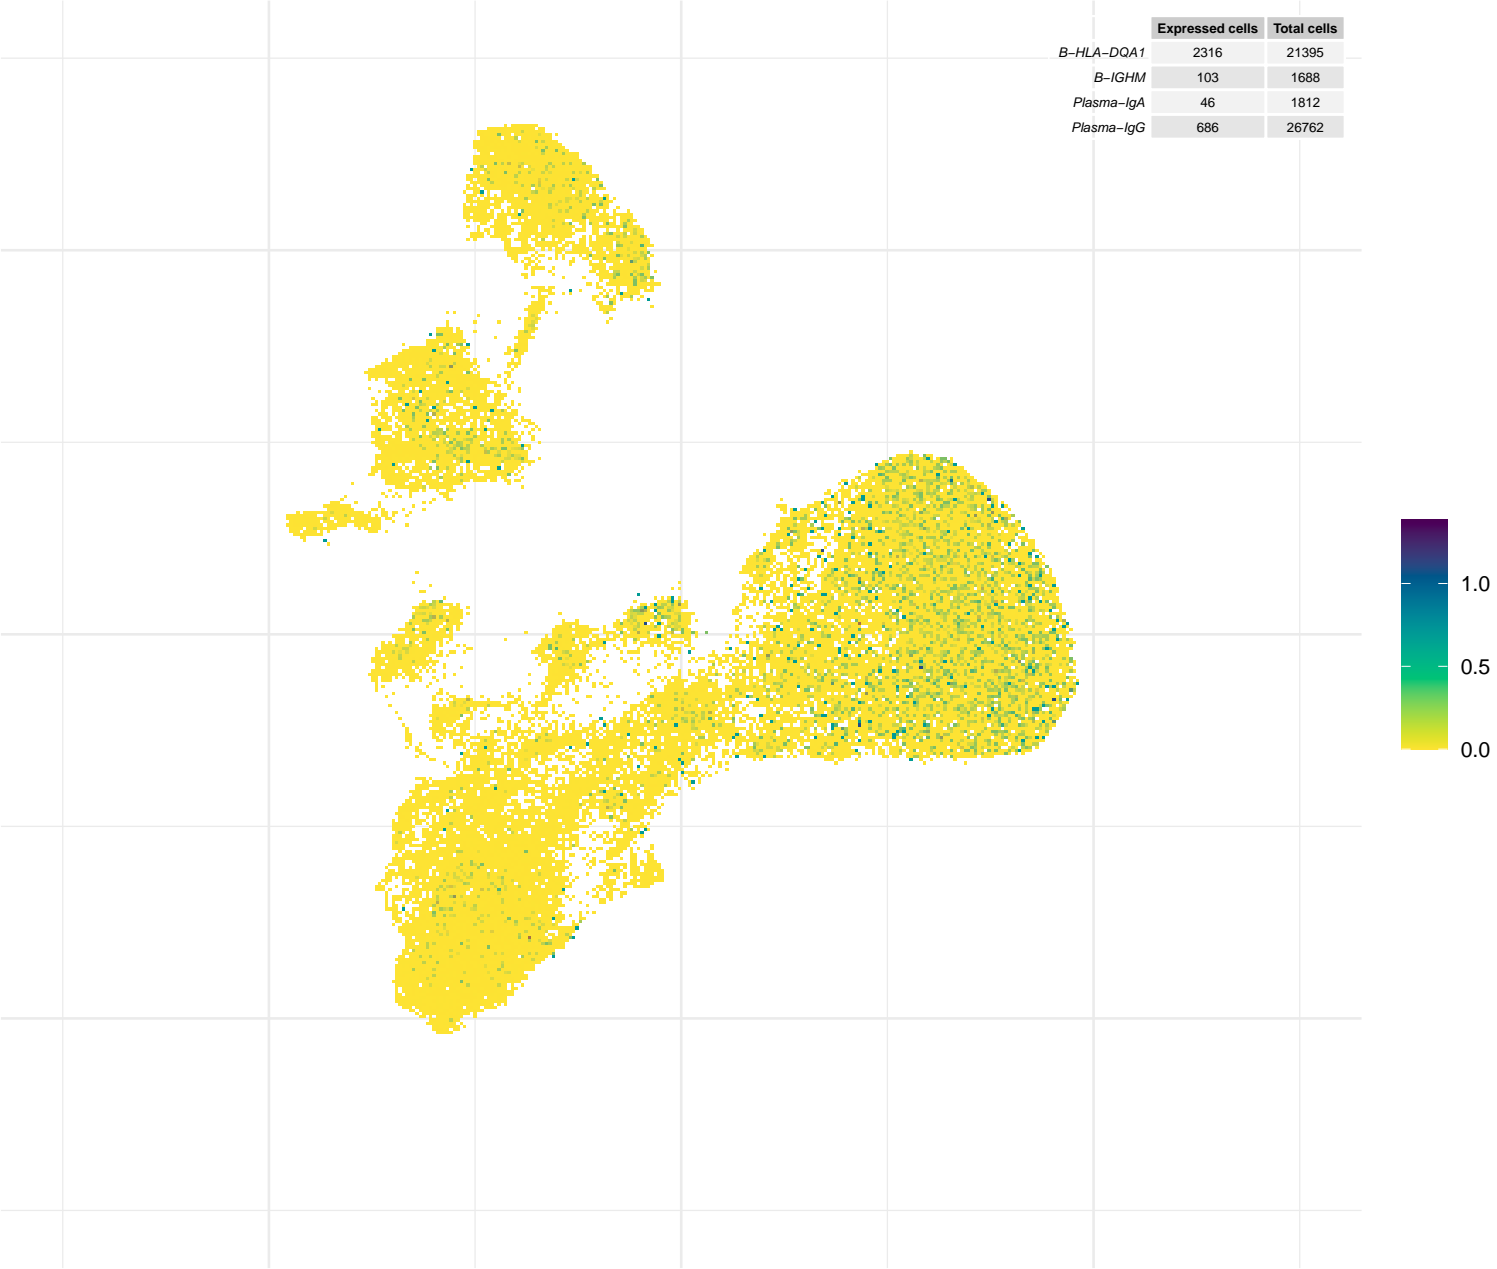 Expressed cells Total cells
B−HLA−DQA1 2316 21395
B−IGHM 103 1688
Plasma−IgA 46 1812
Plasma−IgG 686 26762
1.0
0.5
0.0